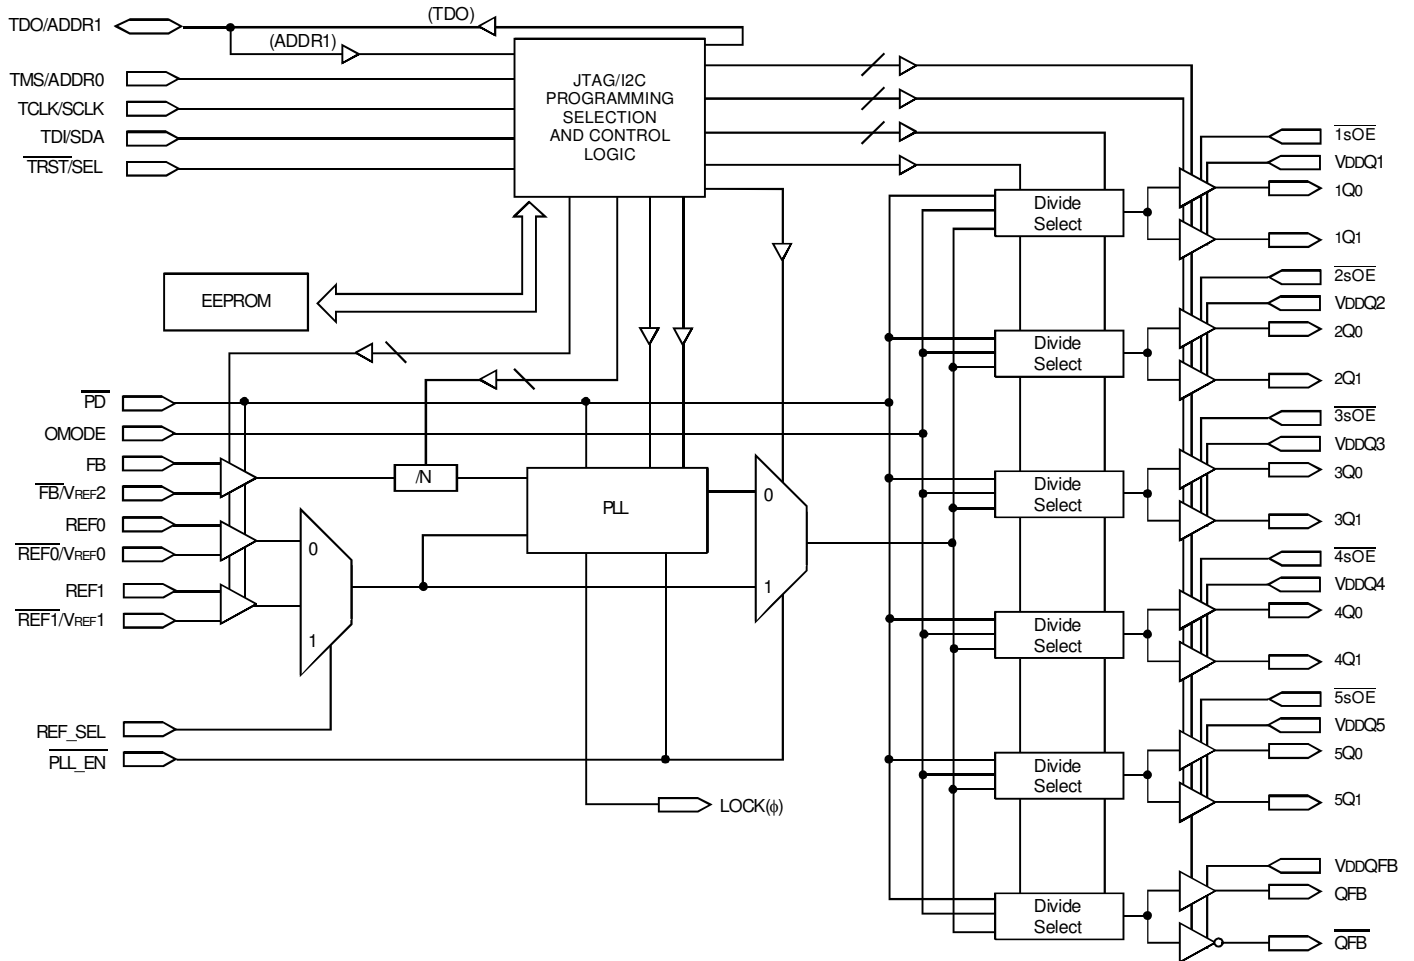 TDO/ADDR1
(TDO)
(ADDR1)
TMS/ADDR0
TCLK/SCLK
TDI/SDA
TRST/SEL
JTAG/I2C
PROGRAMMING
SELECTION
AND CONTROL
LOGIC
EEPROM
PD
OMODE
FB
FB/VREF2
REF0
REF0/VREF0
REF1
REF1/VREF1
REF_SEL
PLL_EN
/N
PLL
0
1
0
1
LOCK(ϕ)
Divide
Select
Divide
Select
Divide
Select
Divide
Select
Divide
Select
Divide
Select
1sOE
VDDQ1
1Q0
1Q1
2sOE
VDDQ2
2Q0
2Q1
3sOE
VDDQ3
3Q0
3Q1
4sOE
VDDQ4
4Q0
4Q1
5sOE
VDDQ5
5Q0
5Q1
VDDQFB
QFB
QFB